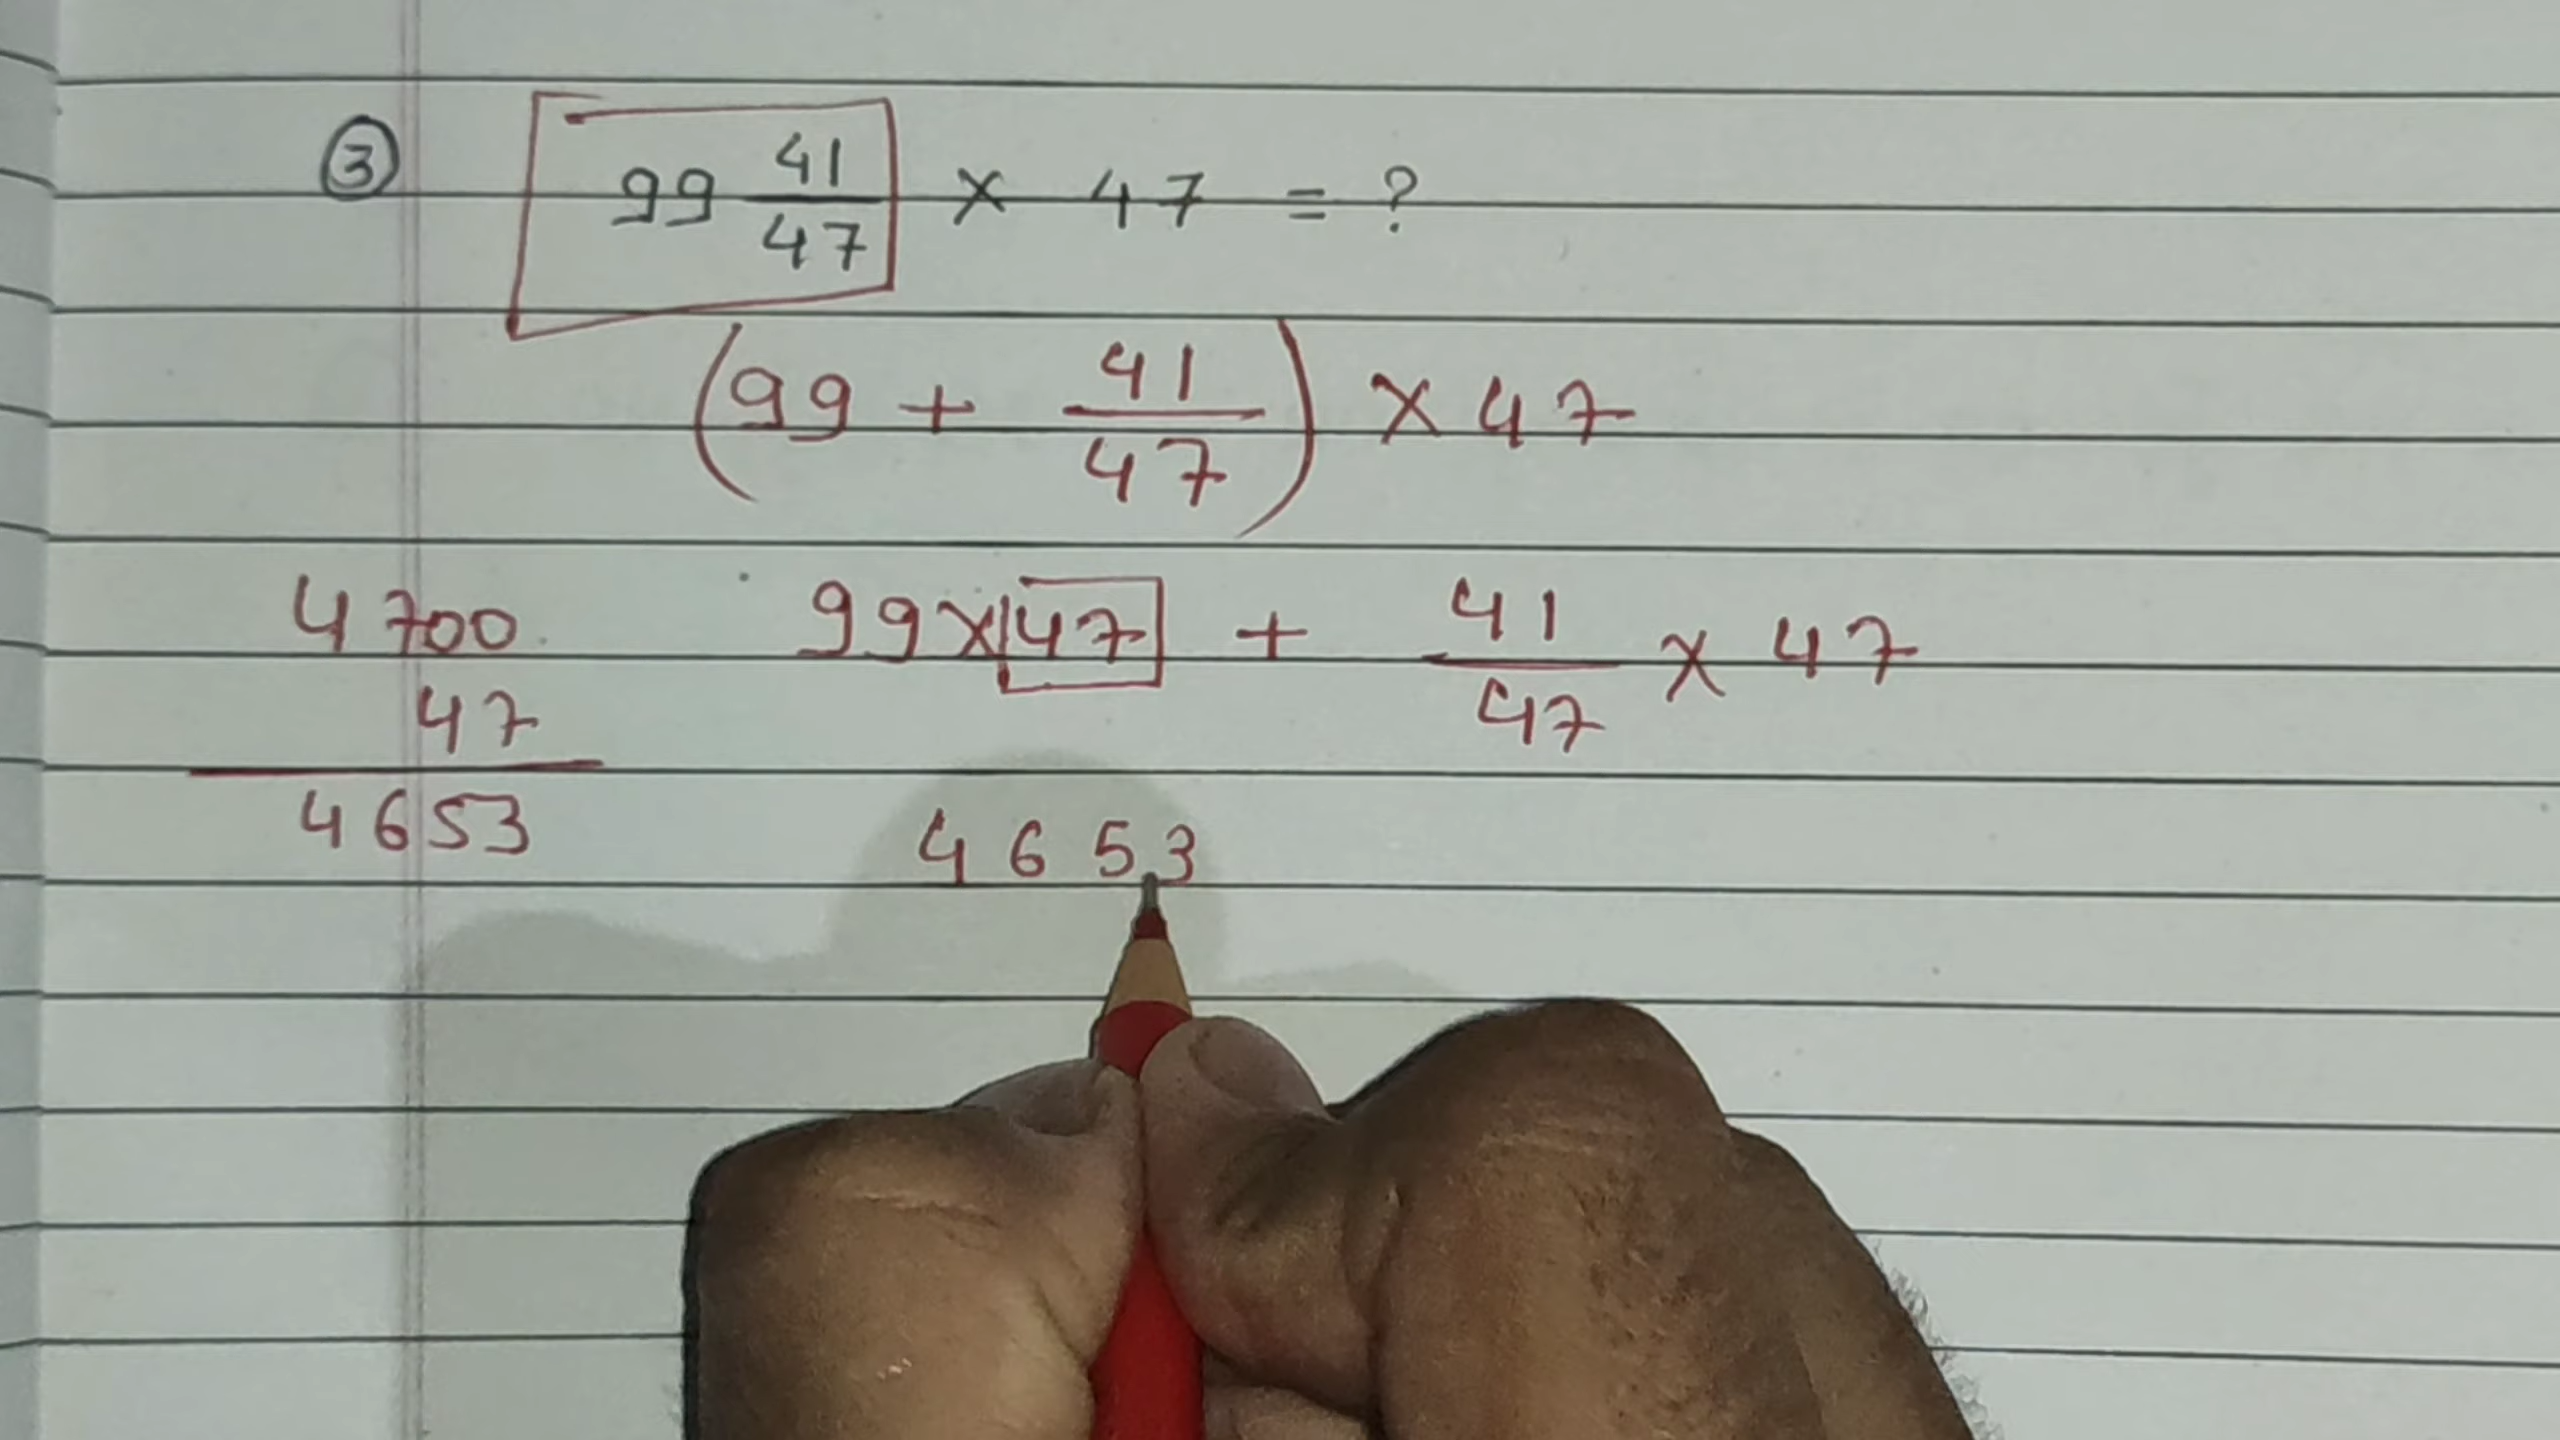 ③ 99 41/47 × 47 = ?
(99 + 41/47) × 47
99 × 47 + 41/47 × 47
4700
47
4653
4653